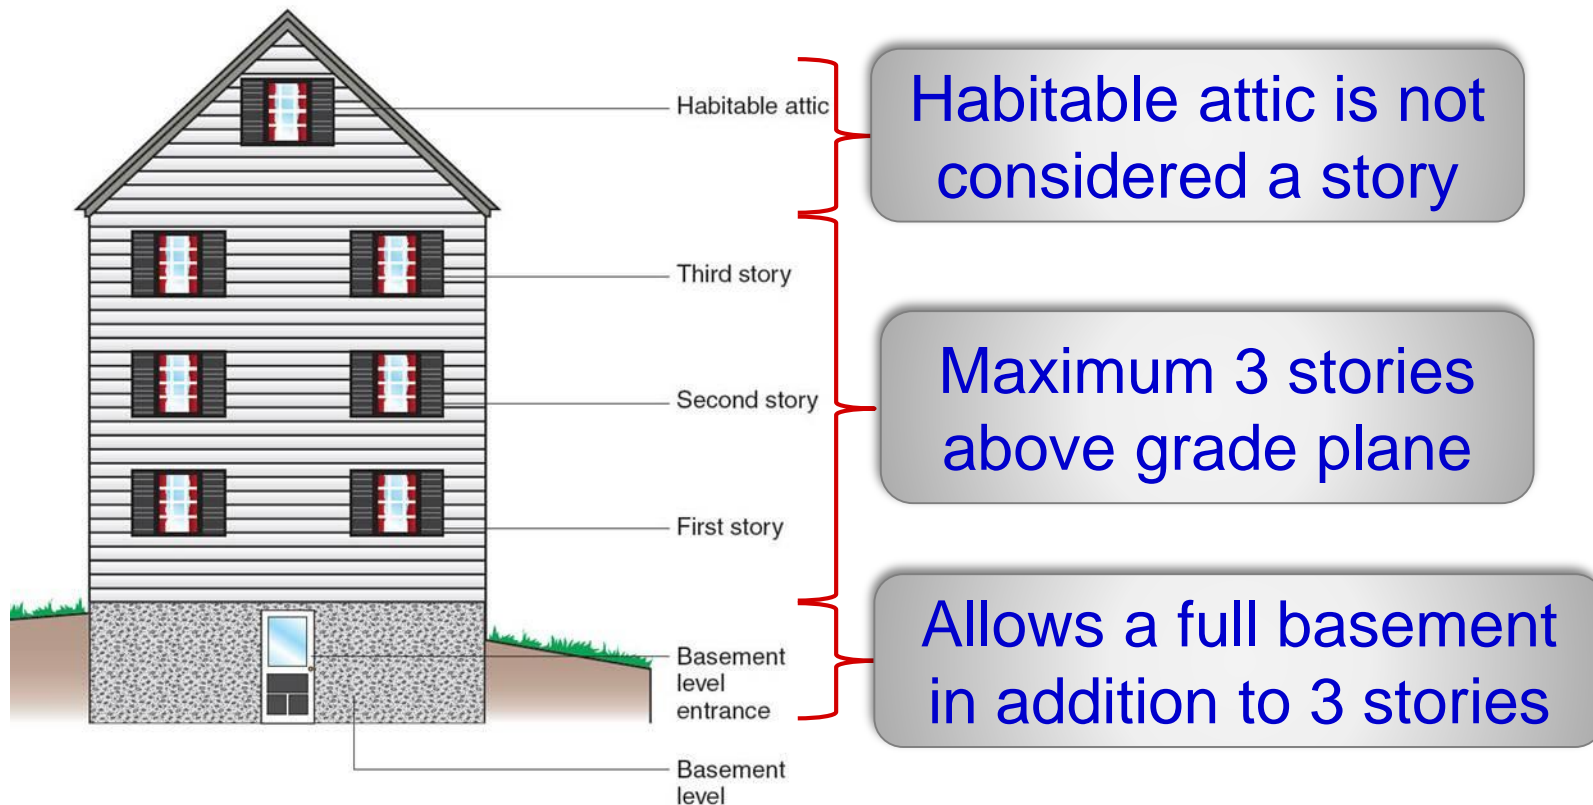 Habitable attic
Habitable attic is not
considered a story
Third story
Second story
First story
Maximum 3 stories
above grade plane
Basement
level
entrance
Allows a full basement
in addition to 3 stories
Basement
level